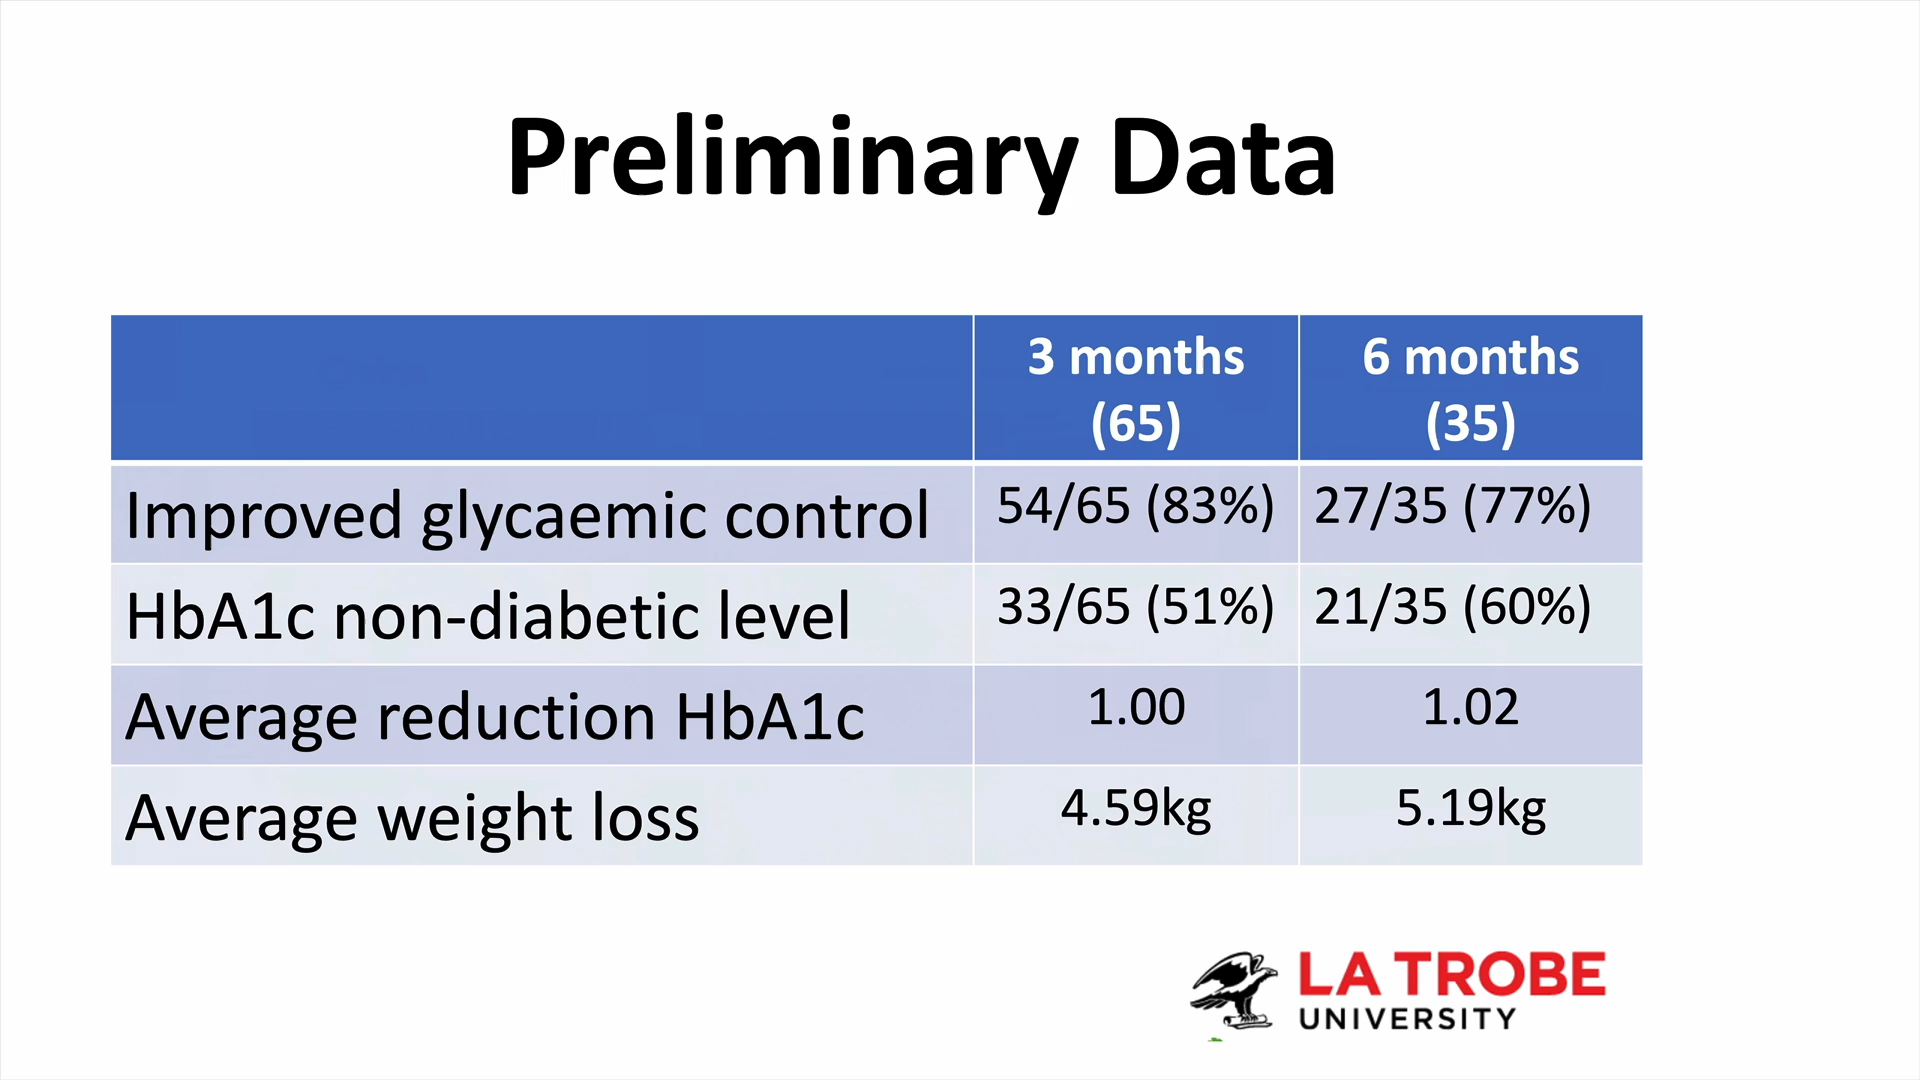 Preliminary Data
3 months 6 months
(65) (35)
Improved glycaemic control 54/65 (83%) 27/35 (77%)
HbA1c non-diabetic level 33/65 (51%) 21/35 (60%)
Average reduction HbA1c 1.00 1.02
Average weight loss 4.59kg 5.19kg
LA TROBE
UNIVERSITY